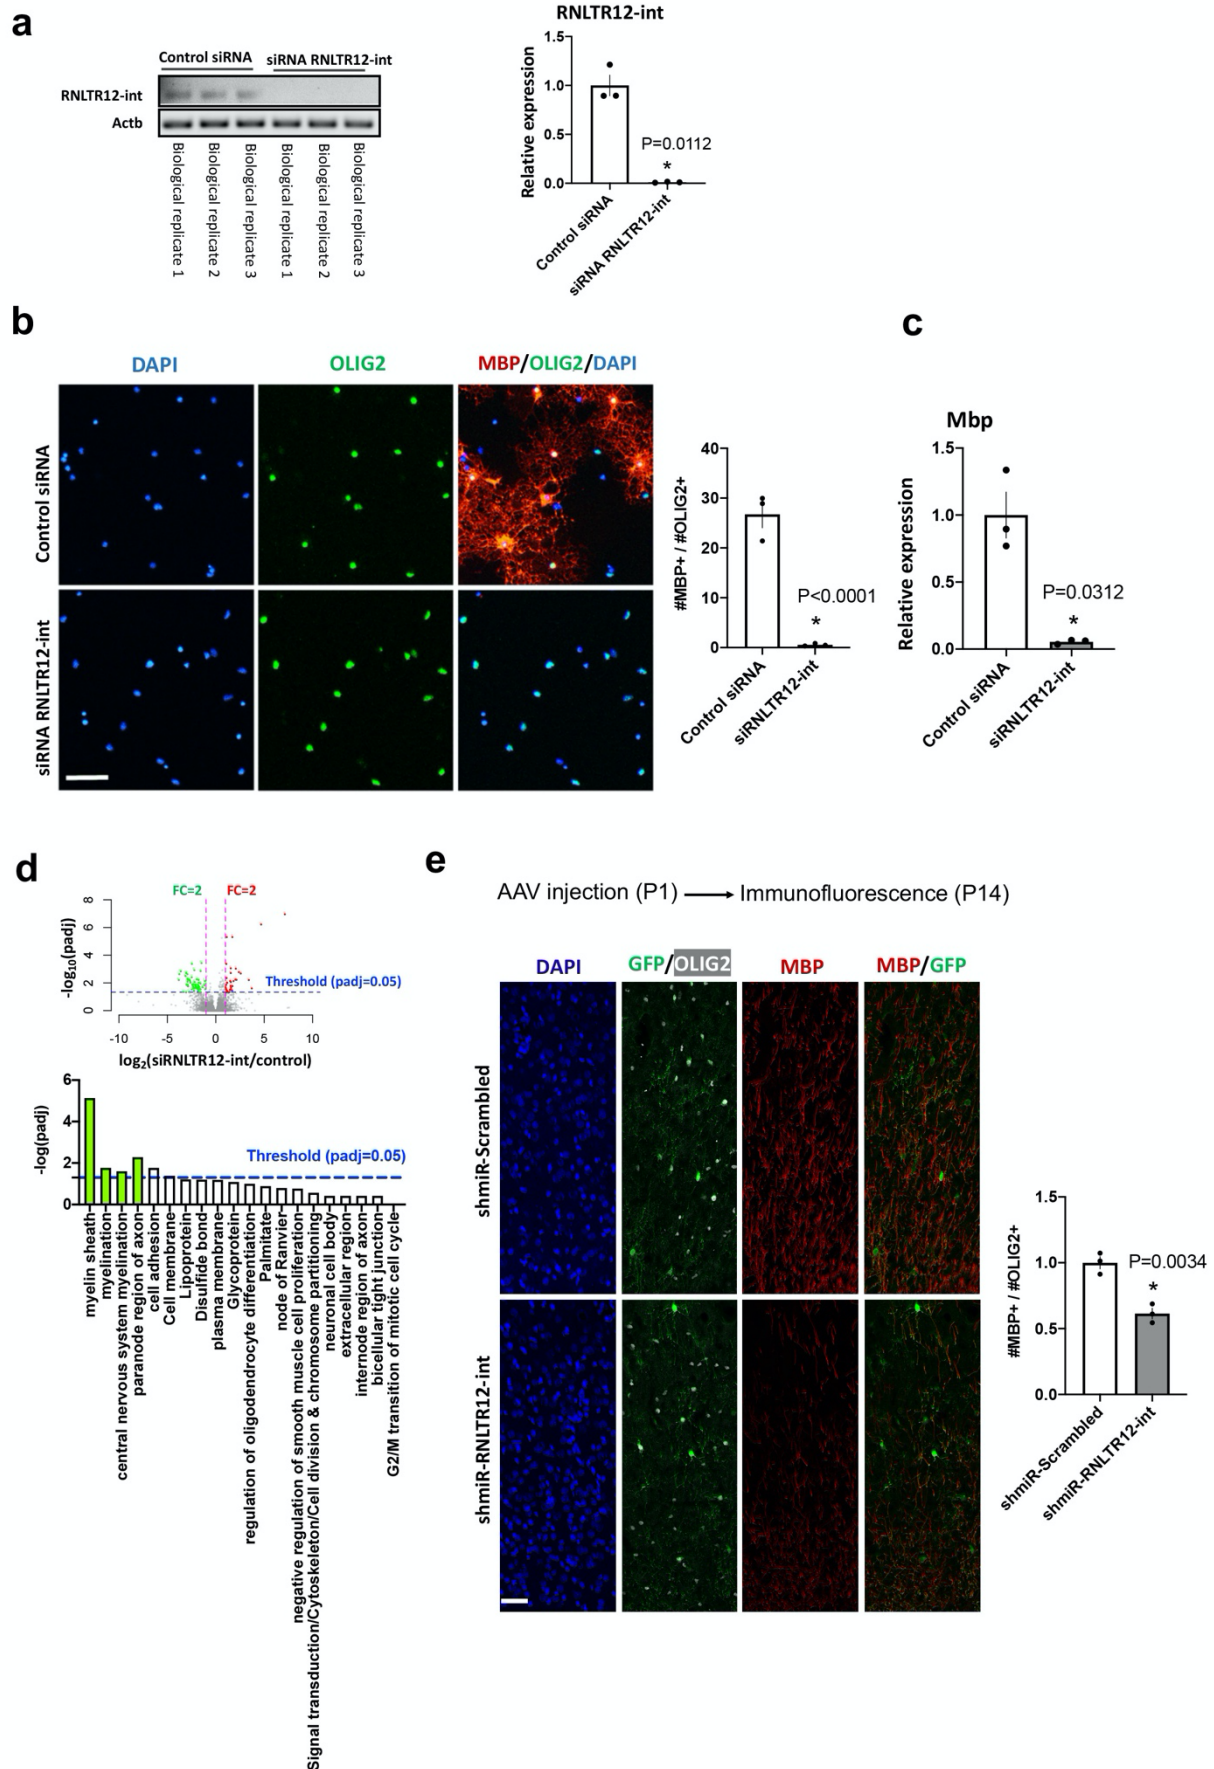 a
Control siRNA
siRNA RNLTR12-int
RNLTR12-int
Actb
Biological replicate 1
Biological replicate 2
Biological replicate 3
Biological replicate 1
Biological replicate 2
Biological replicate 3
RNLTR12-int
Relative expression
1.5
1.0
0.5
0.0
P=0.0112
*
Control siRNA
siRNA RNLTR12-int
b
DAPI
OLIG2
MBP/OLIG2/DAPI
Control siRNA
siRNA RNLTR12-int
#MBP+ / #OLIG2+
40
30
20
10
0
P<0.0001
*
Control siRNA
siRNLTR12-int
c
Mbp
Relative expression
1.5
1.0
0.5
0.0
P=0.0312
*
Control siRNA
siRNLTR12-int
d
FC=2
FC=2
-log10(padj)
8
6
4
2
0
Threshold (padj=0.05)
-10
-5
0
5
10
log2(siRNLTR12-int/control)
-log(padj)
6
4
2
0
Threshold (padj=0.05)
myelin sheath
myelination
central nervous system myelination
paranode region of axon
cell adhesion
Cell membrane
Lipoprotein
Disulfide bond
plasma membrane
Glycoprotein
regulation of oligodendrocyte differentiation
Palmitate
node of Ranvier
negative regulation of smooth muscle cell proliferation
Signal transduction/Cytoskeleton/Cell division & chromosome partitioning
neuronal cell body
extracellular region
internode region of axon
bicellular tight junction
G2/M transition of mitotic cell cycle
e
AAV injection (P1) → Immunofluorescence (P14)
DAPI
GFP/OLIG2
MBP
MBP/GFP
shmiR-Scrambled
shmiR-RNLTR12-int
#MBP+ / #OLIG2+
1.5
1.0
0.5
0.0
P=0.0034
*
shmiR-Scrambled
shmiR-RNLTR12-int